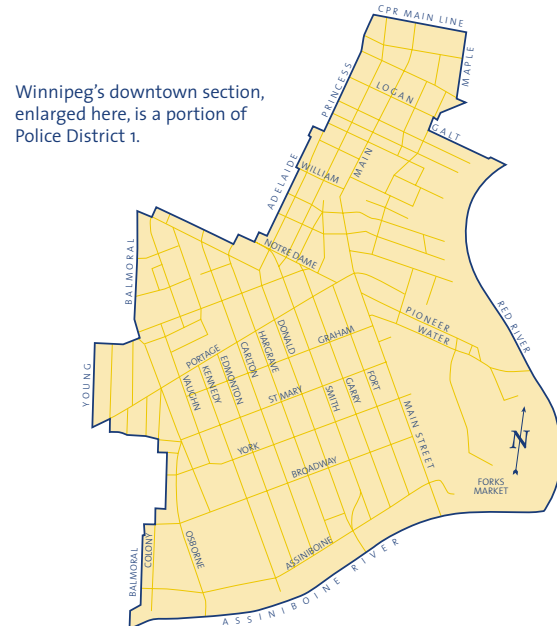 CPR MAIN LINE
MAPLE
Winnipeg’s downtown section,
enlarged here, is a portion of
Police District 1.
PRINCESS
LOGAN
GALT
MAIN
WILLIAM
ADELAIDE
NOTRE DAME
BALMORAL
RED RIVER
PIONEER
WATER
DONALD
HARGRAVE
CARLTON
EDMONTON
KENNEDY
VAUGHN
PORTAGE
GRAHAM
YOUNG
ST MARY
SMITH
GARRY
FORT
MAIN STREET
YORK
BROADWAY
N
FORKS
MARKET
OSBORNE
COLONY
BALMORAL
ASSINIBOINE
ASSINIBOINE RIVER